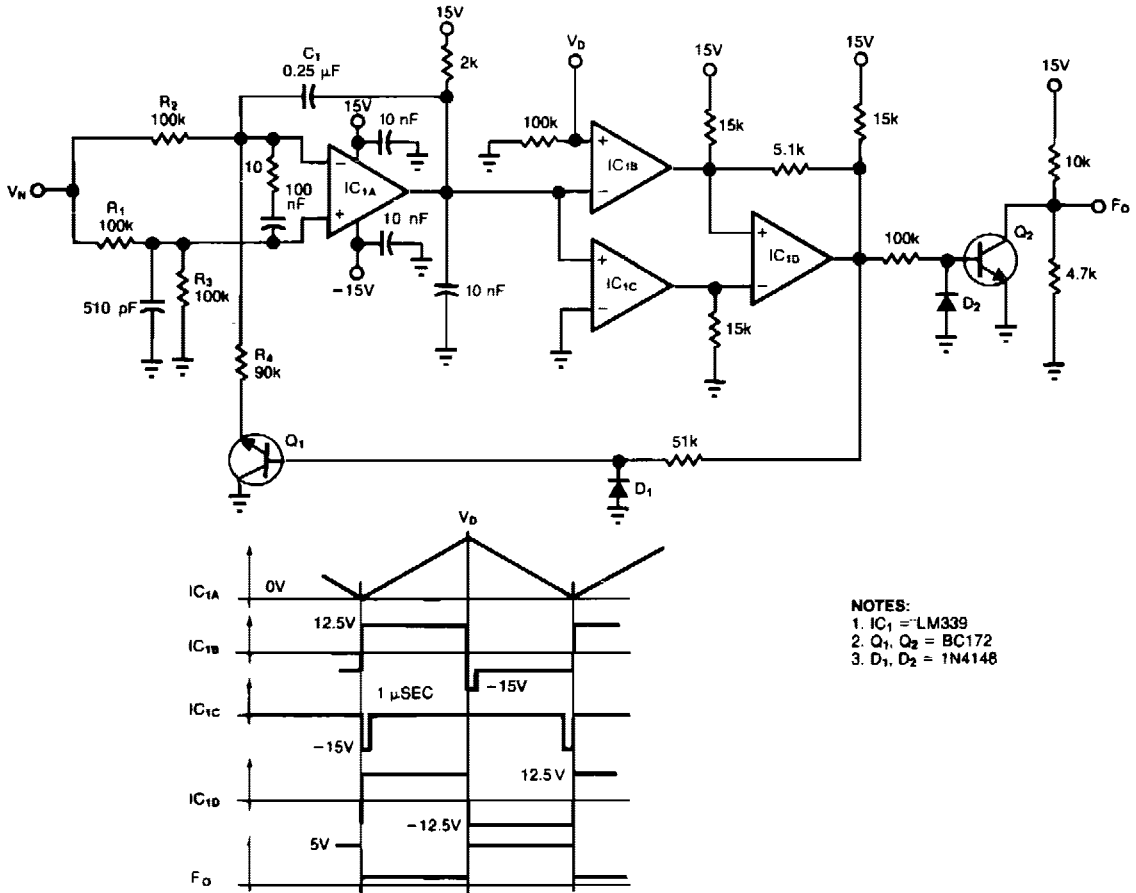 15V
C1
0.25 µF
2k
VD
15V
15V
15V
R2
100k
15V
10 nF
100k
15k
15k
10k
10
IC1A
IC1B
5.1k
VN
100
nF
R1
100k
10 nF
IC1D
100k
Q2
FO
510 pF
R3
100k
-15V
10 nF
IC1C
15k
D2
4.7k
R4
90k
Q1
51k
D1
VD
IC1A
0V
12.5V
IC1B
-15V
1 µSEC
IC1C
-15V
12.5 V
IC1D
-12.5V
5V
FO
NOTES:
1. IC1 = LM339
2. Q1, Q2 = BC172
3. D1, D2 = 1N4148